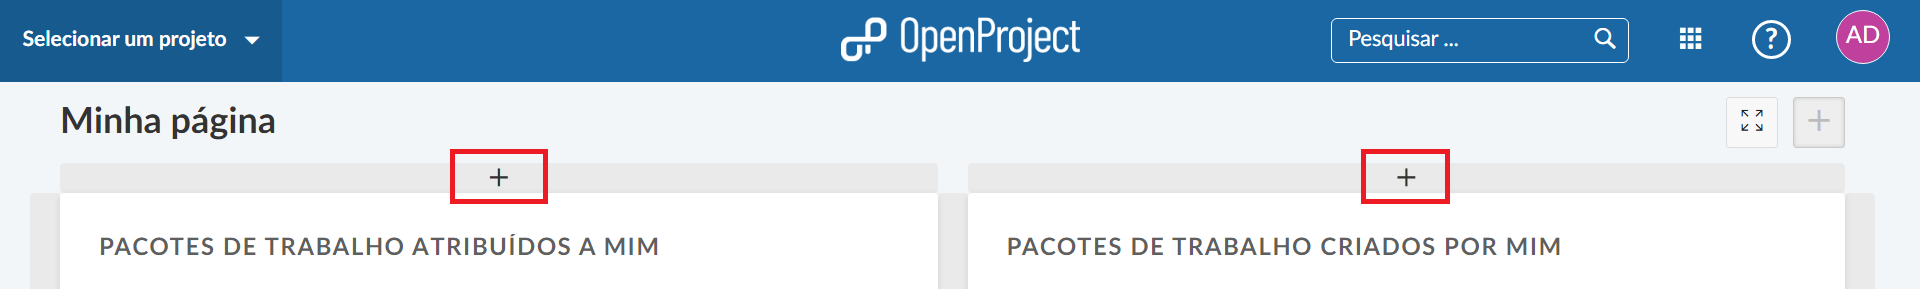 Selecionar um projeto
OpenProject
Pesquisar ...
?
AD
Minha página
+
+
+
PACOTES DE TRABALHO ATRIBUÍDOS A MIM
PACOTES DE TRABALHO CRIADOS POR MIM